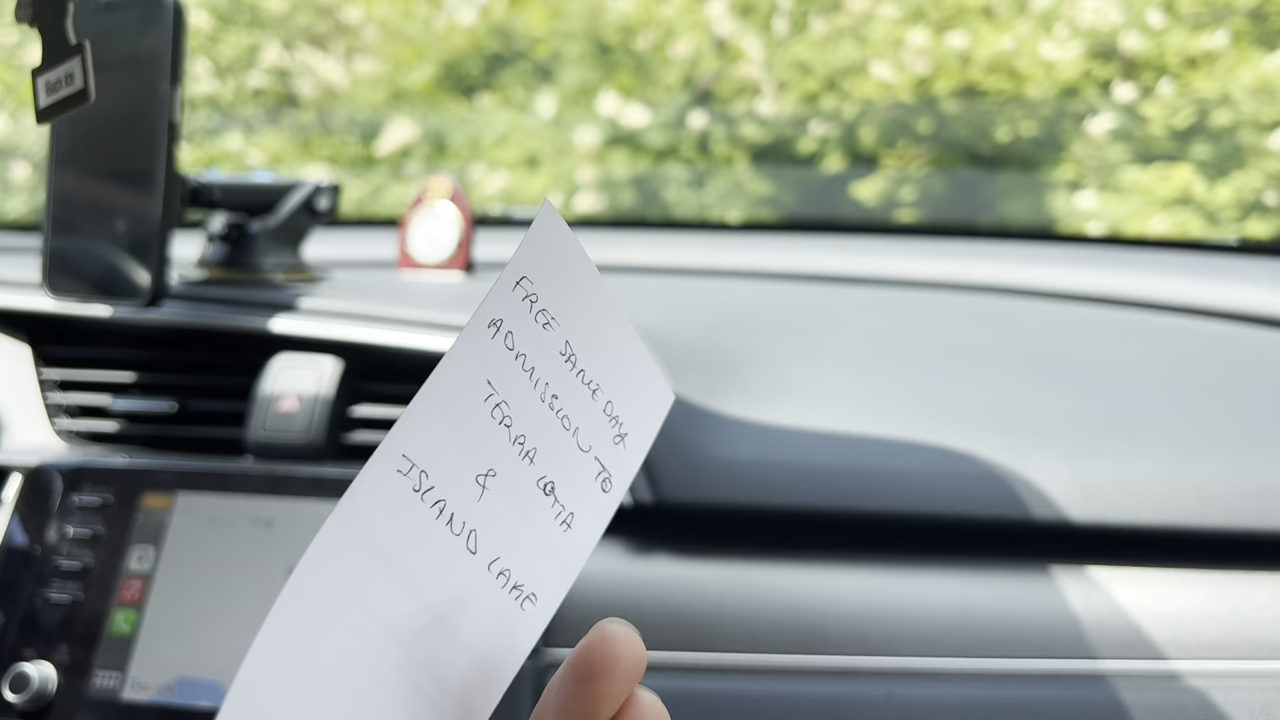 FREE SAME DAY
ADMISSION TO
TERRA COTTA
&
ISLAND LAKE